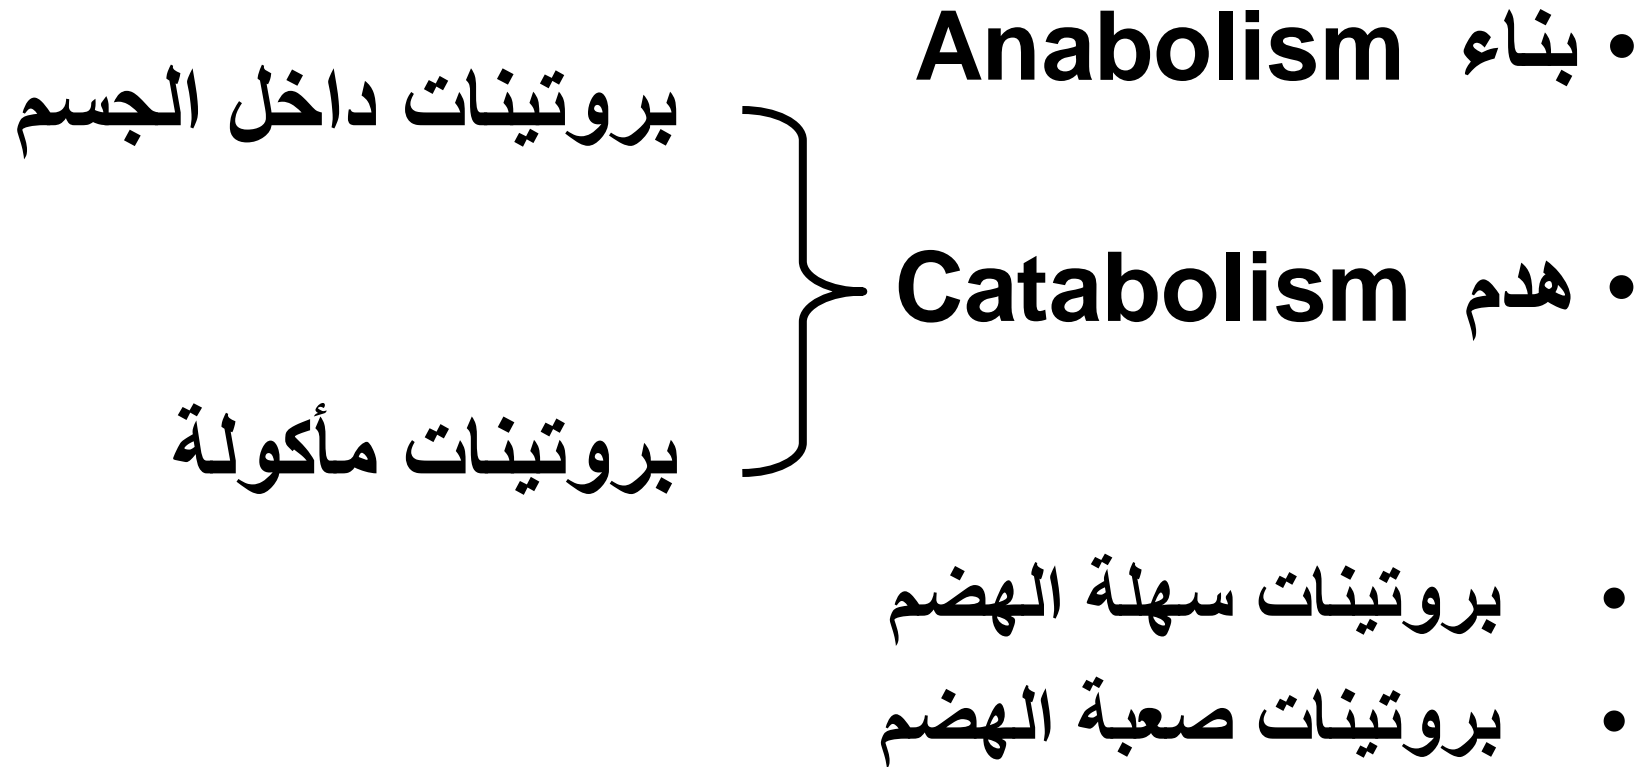 • بناء Anabolism
بروتينات داخل الجسم
• هدم Catabolism
بروتينات مأكولة
• بروتينات سهلة الهضم
• بروتينات صعبة الهضم